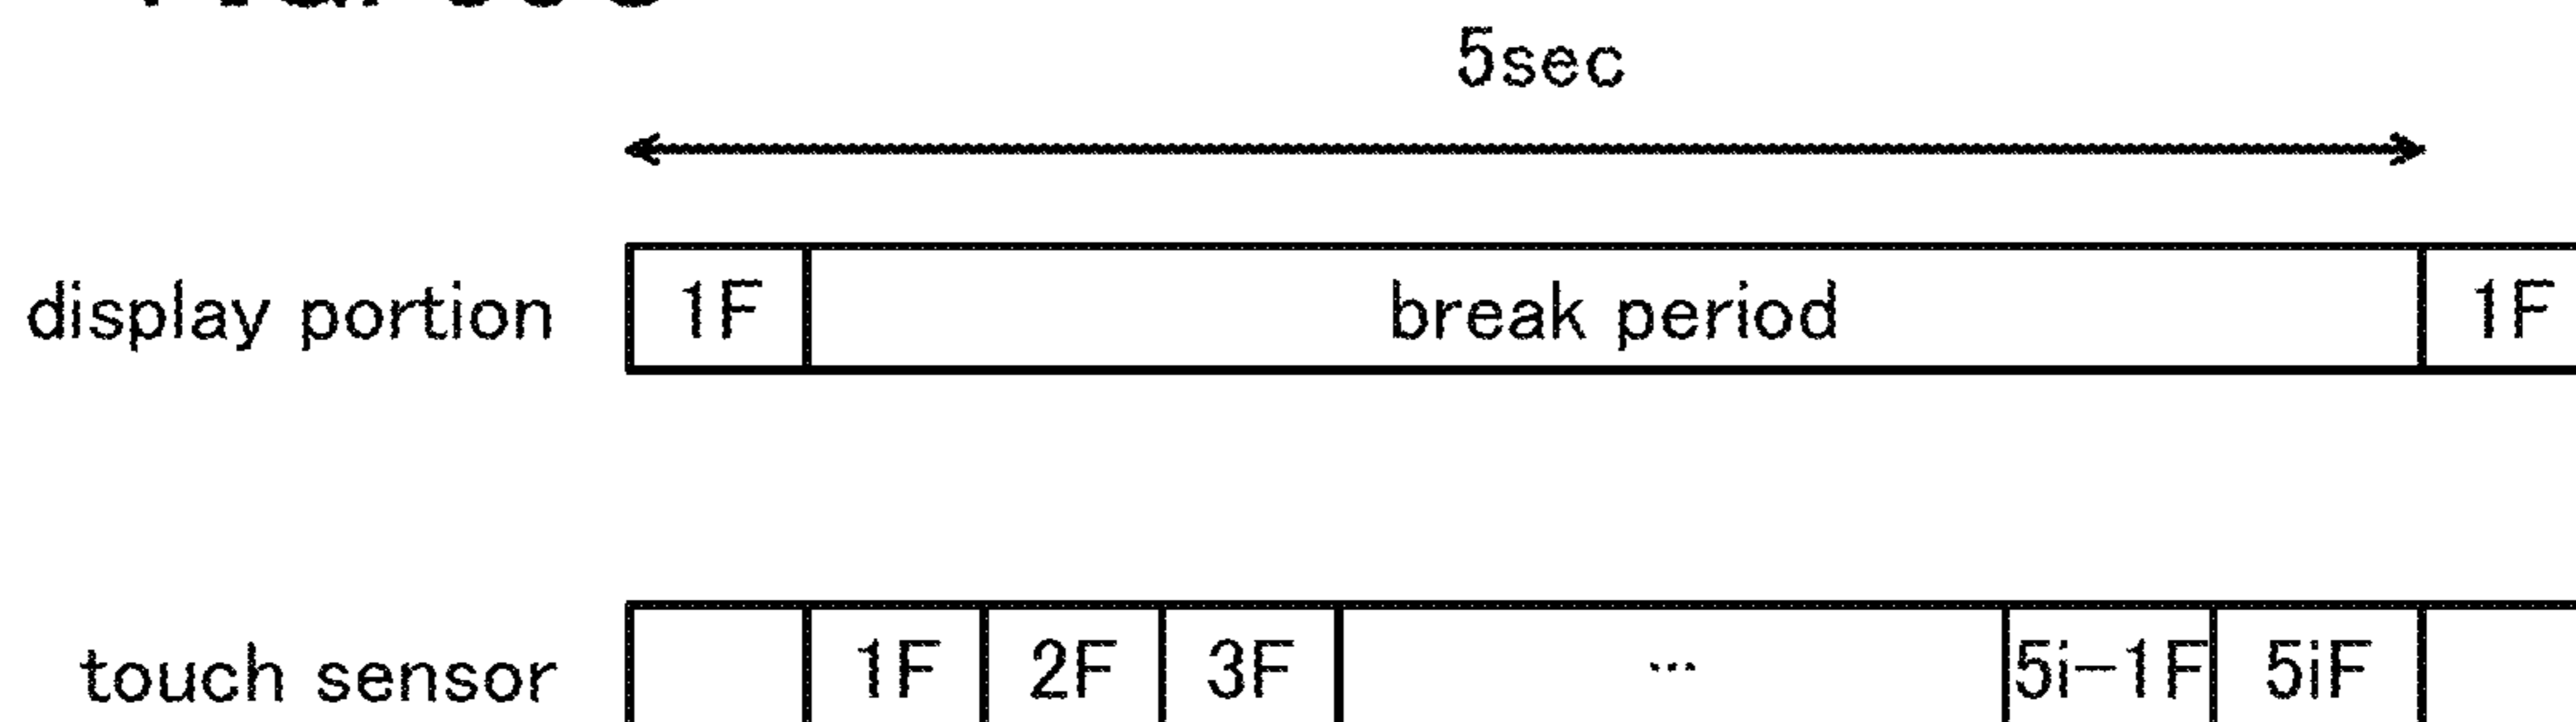 5sec
display portion 1F break period 1F
touch sensor 1F 2F 3F ... 5i-1F 5iF